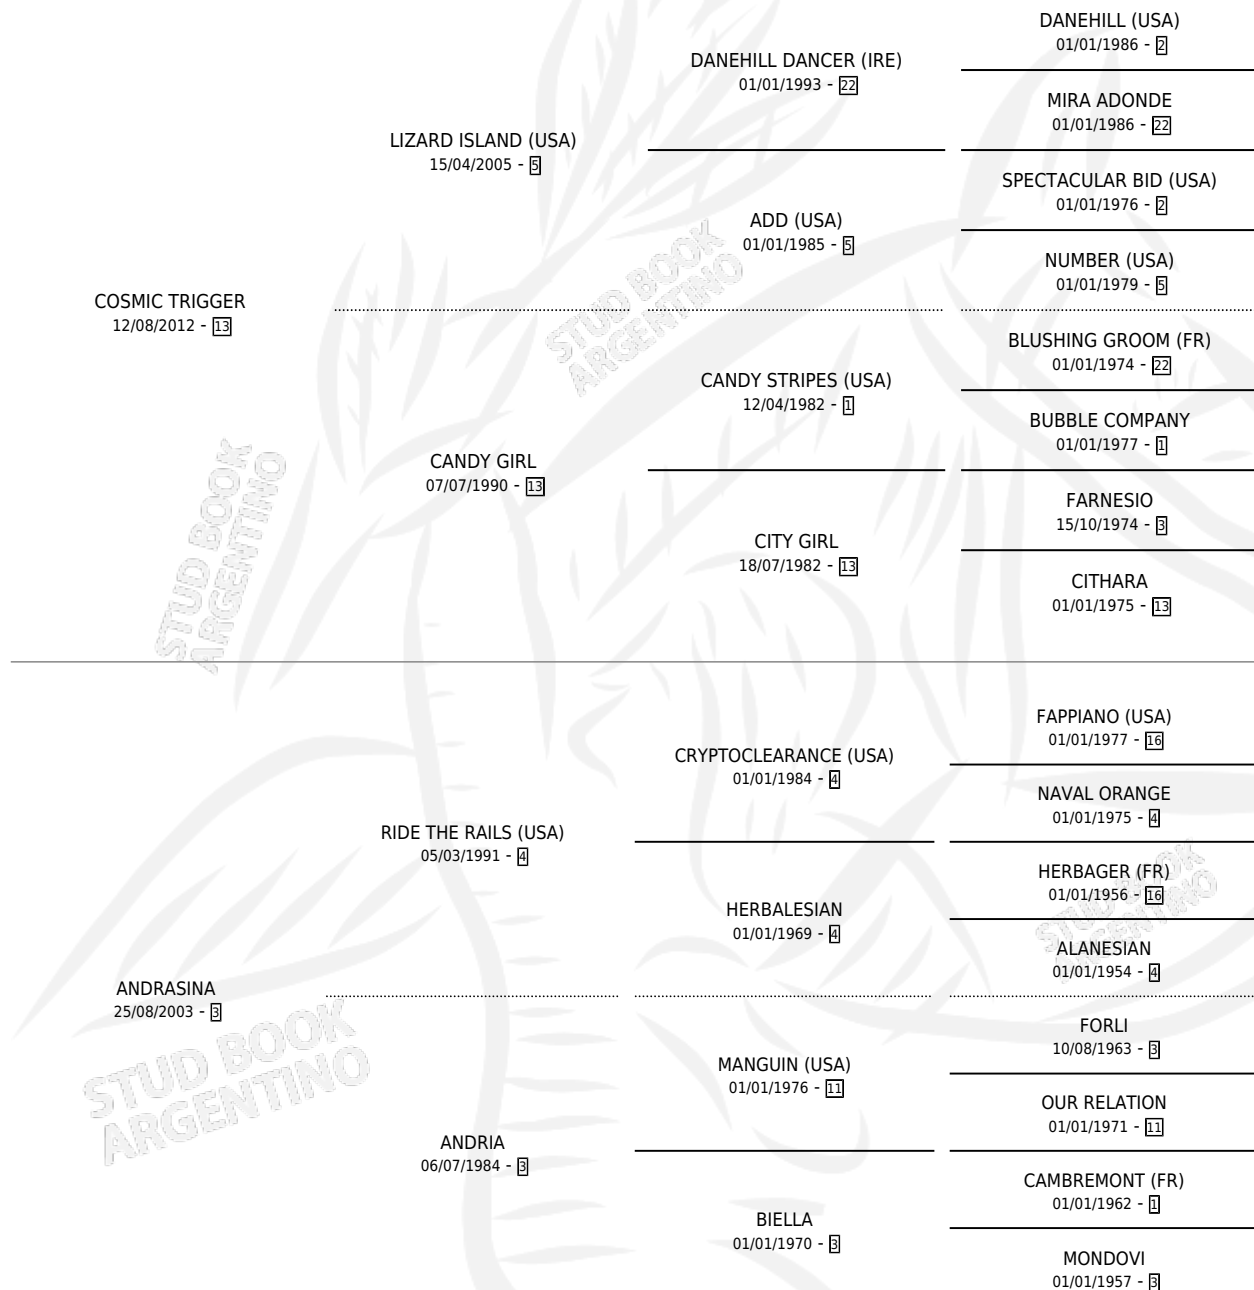 DANEHILL (USA)
01/01/1986 - 2
DANEHILL DANCER (IRE)
01/01/1993 - 22
MIRA ADONDE
01/01/1986 - 22
LIZARD ISLAND (USA)
15/04/2005 - 5
SPECTACULAR BID (USA)
01/01/1976 - 2
ADD (USA)
01/01/1985 - 5
NUMBER (USA)
01/01/1979 - 5
COSMIC TRIGGER
12/08/2012 - 13
BLUSHING GROOM (FR)
01/01/1974 - 22
CANDY STRIPES (USA)
12/04/1982 - 1
BUBBLE COMPANY
01/01/1977 - 1
CANDY GIRL
07/07/1990 - 13
FARNESIO
15/10/1974 - 3
CITY GIRL
18/07/1982 - 13
CITHARA
01/01/1975 - 13
FAPPIANO (USA)
01/01/1977 - 16
CRYPTOCLEARANCE (USA)
01/01/1984 - 4
NAVAL ORANGE
01/01/1975 - 4
RIDE THE RAILS (USA)
05/03/1991 - 4
HERBAGER (FR)
01/01/1956 - 16
HERBALESIAN
01/01/1969 - 4
ALANESIAN
01/01/1954 - 4
ANDRASINA
25/08/2003 - 3
FORLI
10/08/1963 - 3
MANGUIN (USA)
01/01/1976 - 11
OUR RELATION
01/01/1971 - 11
ANDRIA
06/07/1984 - 3
CAMBREMONT (FR)
01/01/1962 - 1
BIELLA
01/01/1970 - 3
MONDOVI
01/01/1957 - 3
STUD BOOK
ARGENTINO
STUD BOOK
ARGENTINO
STUD BOOK
ARGENTINO
STUD BOOK
ARGENTINO